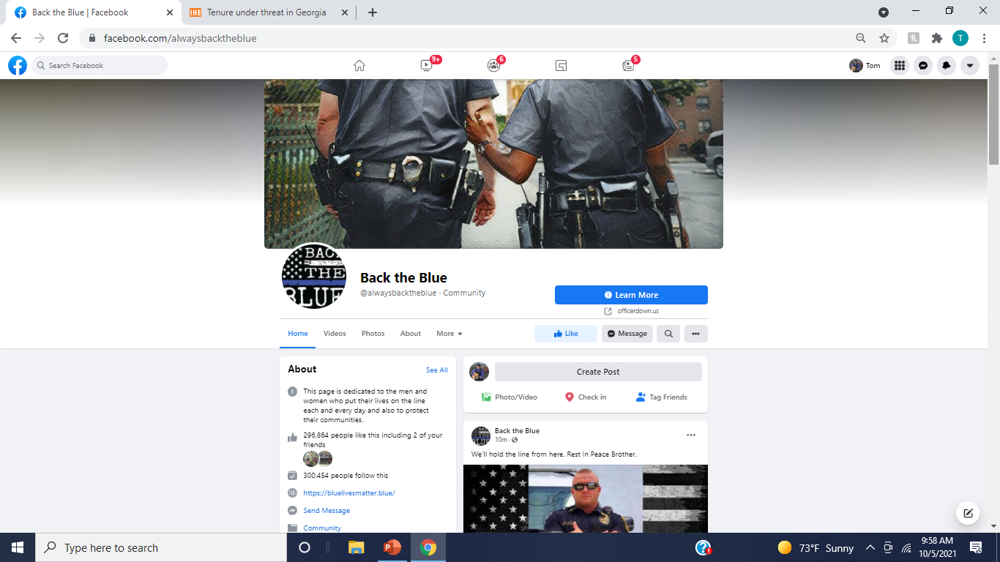 Back the Blue | Facebook
IHE Tenure under threat in Georgia
facebook.com/alwaysbacktheblue
T
Search Facebook
9+
6
5
Tom
BAC
THE
BLUE
Back the Blue
@alwaysbacktheblue · Community
Learn More
officerdown.us
Home Videos Photos About More
Like Message
About
See All
This page is dedicated to the men and
women who put their lives on the line
each and every day and also to protect
their communities.
296,864 people like this including 2 of your
friends
300,454 people follow this
https://bluelivesmatter.blue/
Send Message
Community
Create Post
Photo/Video Check in Tag Friends
Back the Blue
10m ·
We'll hold the line from here. Rest In Peace Brother.
Type here to search
73°F Sunny
9:58 AM
10/5/2021